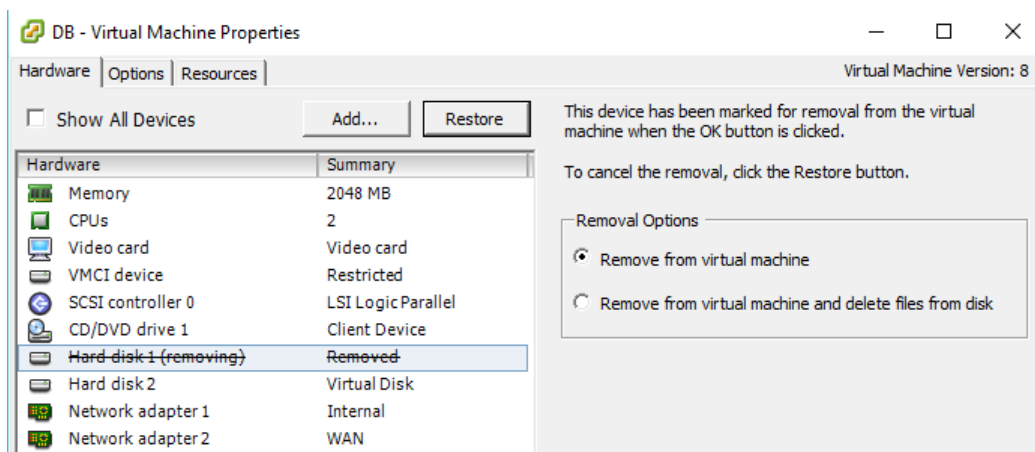 DB - Virtual Machine Properties
Hardware Options Resources Virtual Machine Version: 8
Show All Devices Add... Restore
Hardware Summary
Memory 2048 MB
CPUs 2
Video card Video card
VMCI device Restricted
SCSI controller 0 LSI Logic Parallel
CD/DVD drive 1 Client Device
Hard disk 1 (removing) Removed
Hard disk 2 Virtual Disk
Network adapter 1 Internal
Network adapter 2 WAN
This device has been marked for removal from the virtual
machine when the OK button is clicked.
To cancel the removal, click the Restore button.
Removal Options
Remove from virtual machine
Remove from virtual machine and delete files from disk